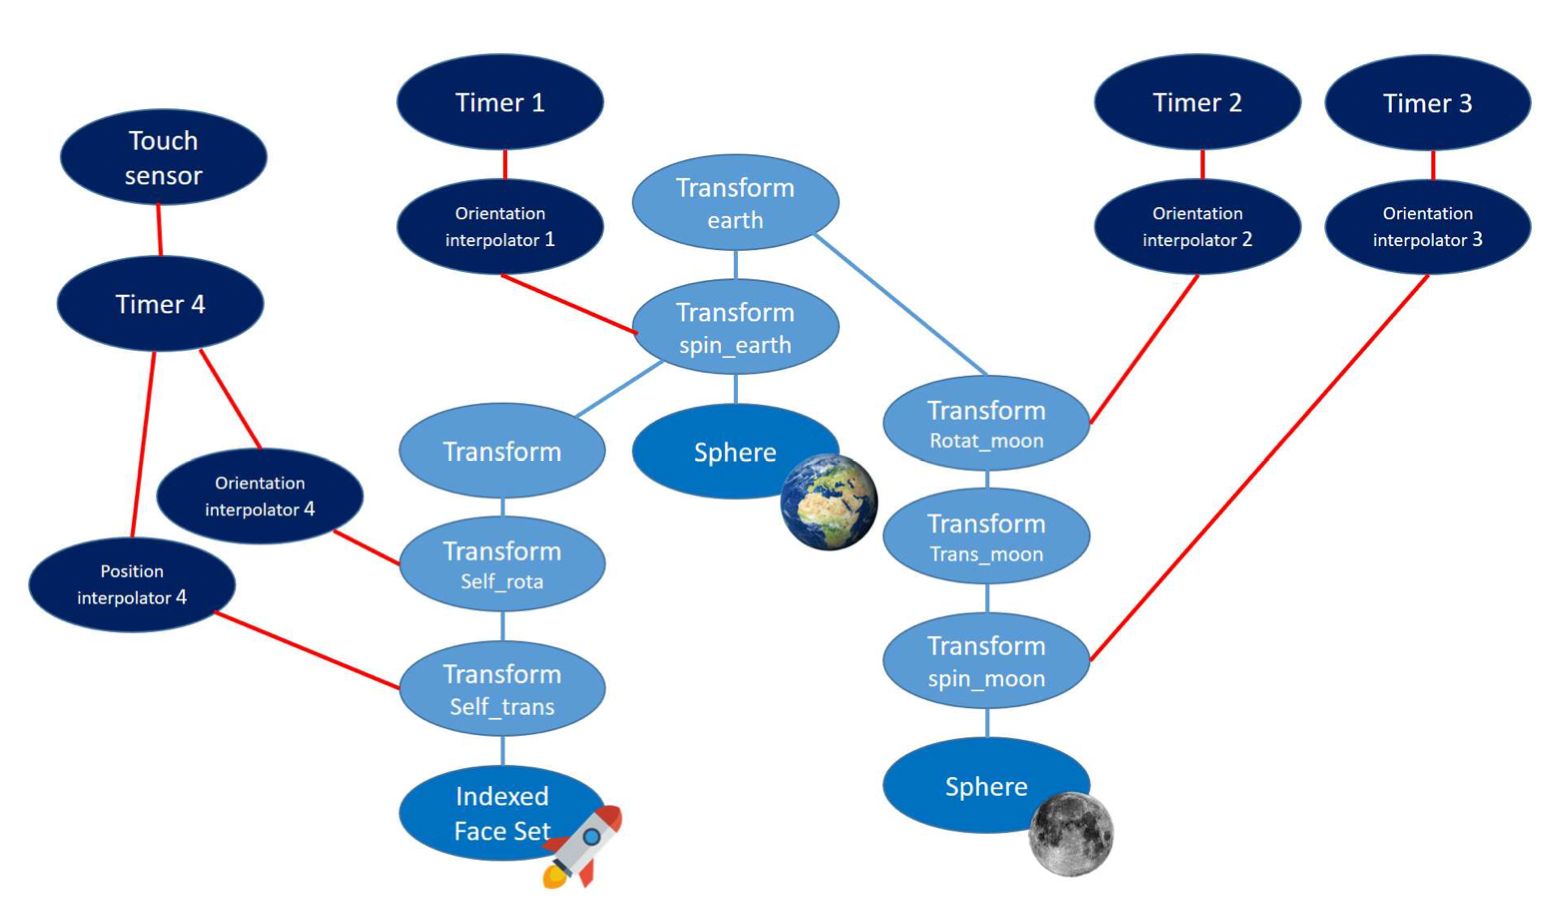 Touch
sensor
Timer 4
Orientation
interpolator 4
Position
interpolator 4
Timer 1
Orientation
interpolator 1
Transform
earth
Transform
spin_earth
Sphere
Transform
Transform
Self_rota
Transform
Self_trans
Indexed
Face Set
Timer 2
Orientation
interpolator 2
Timer 3
Orientation
interpolator 3
Transform
Rotat_moon
Transform
Trans_moon
Transform
spin_moon
Sphere